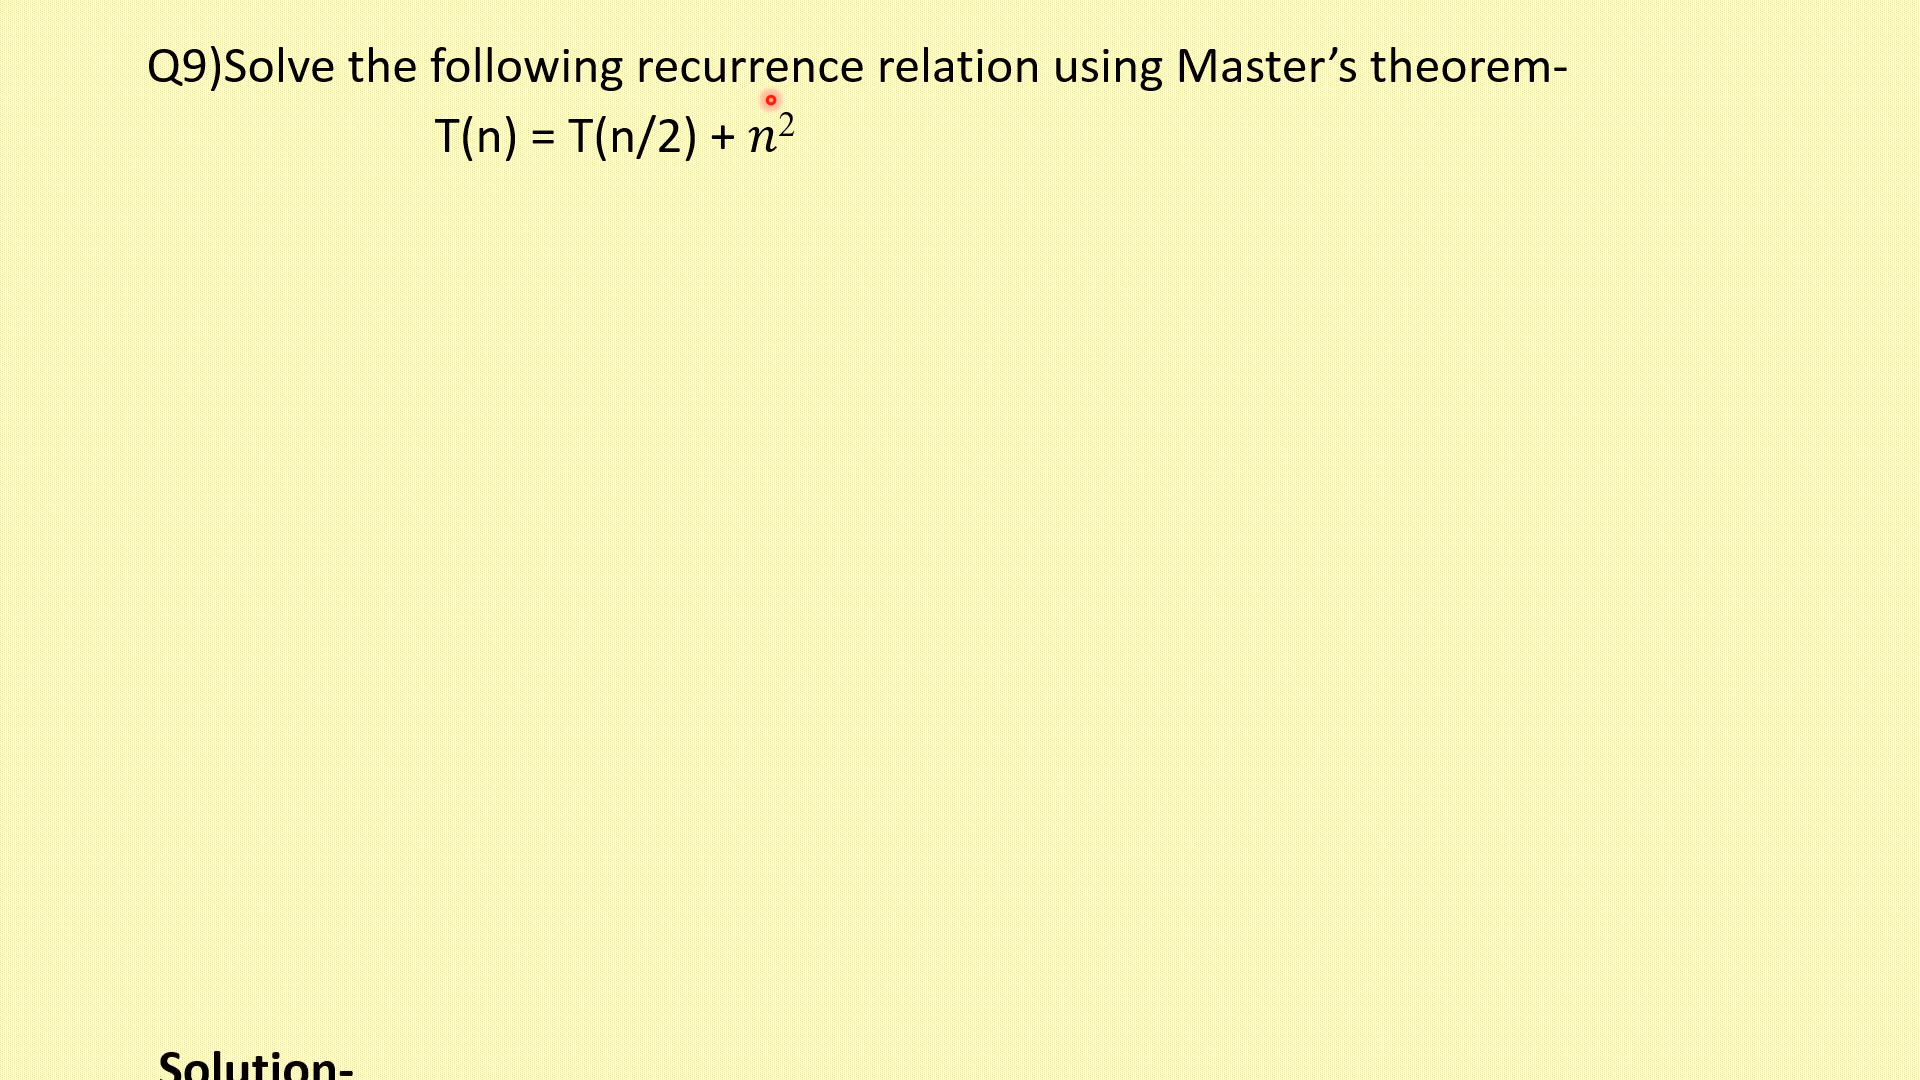 Q9)Solve the following recurrence relation using Master’s theorem-
T(n) = T(n/2) + n²
Solution-